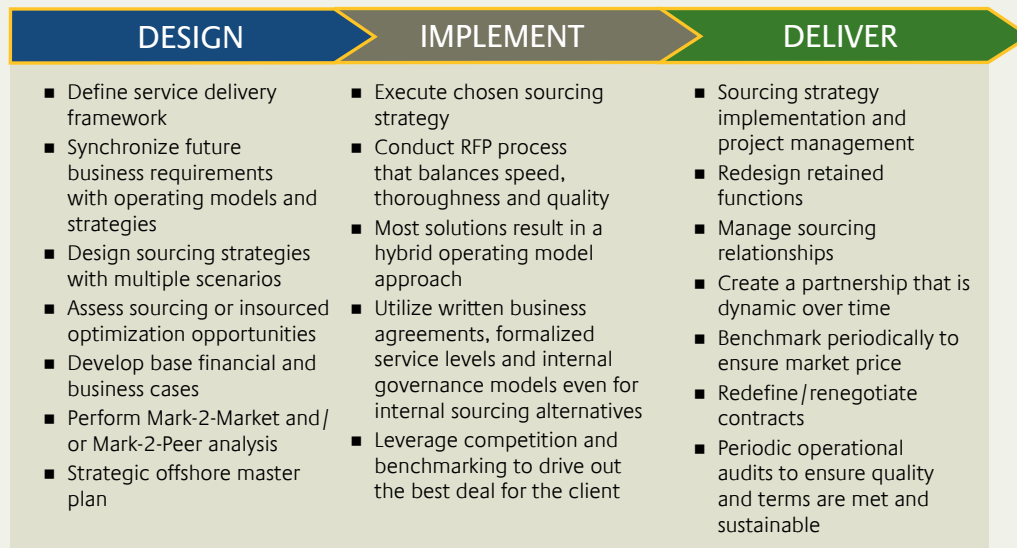 DESIGN
IMPLEMENT
DELIVER
■ Define service delivery
framework
■ Synchronize future
business requirements
with operating models and
strategies
■ Design sourcing strategies
with multiple scenarios
■ Assess sourcing or insourced
optimization opportunities
■ Develop base financial and
business cases
■ Perform Mark-2-Market and/
or Mark-2-Peer analysis
■ Strategic offshore master
plan
■ Execute chosen sourcing
strategy
■ Conduct RFP process
that balances speed,
thoroughness and quality
■ Most solutions result in a
hybrid operating model
approach
■ Utilize written business
agreements, formalized
service levels and internal
governance models even for
internal sourcing alternatives
■ Leverage competition and
benchmarking to drive out
the best deal for the client
■ Sourcing strategy
implementation and
project management
■ Redesign retained
functions
■ Manage sourcing
relationships
■ Create a partnership that is
dynamic over time
■ Benchmark periodically to
ensure market price
■ Redefine/renegotiate
contracts
■ Periodic operational
audits to ensure quality
and terms are met and
sustainable